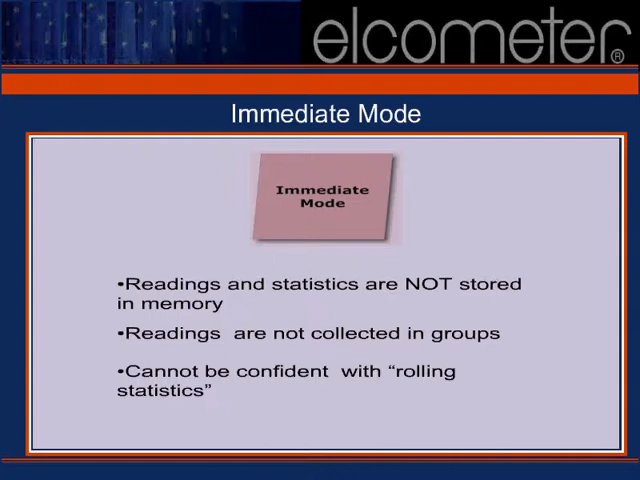 elcometer®
Immediate Mode
Immediate
Mode
•Readings and statistics are NOT stored
in memory
•Readings are not collected in groups
•Cannot be confident with “rolling
statistics”